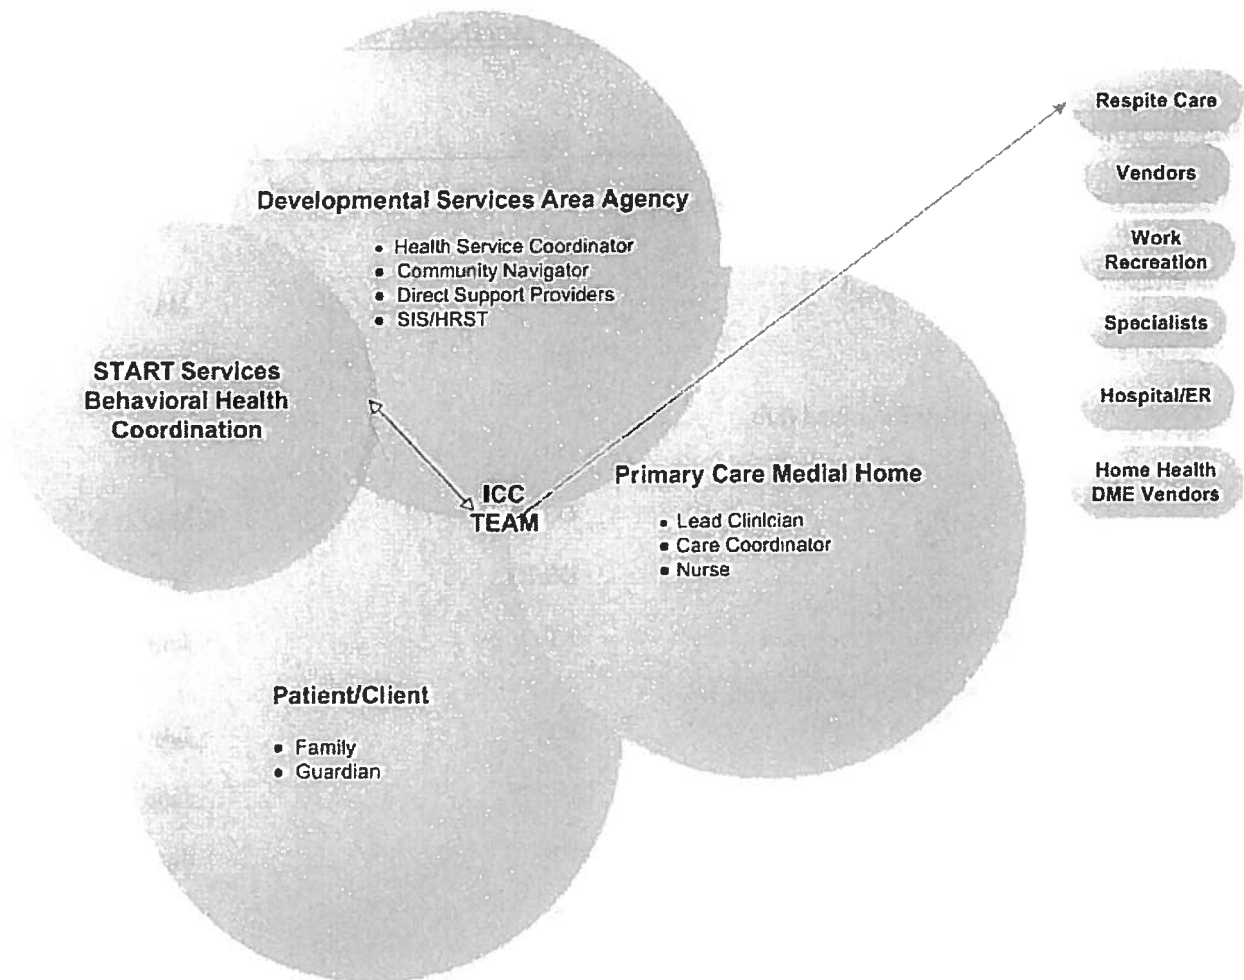 Developmental Services Area Agency
• Health Service Coordinator
• Community Navigator
• Direct Support Providers
• SIS/HRST
START Services
Behavioral Health
Coordination
ICC
TEAM
Primary Care Medial Home
• Lead Clinician
• Care Coordinator
• Nurse
Patient/Client
• Family
• Guardian
Respite Care
Vendors
Work
Recreation
Specialists
Hospital/ER
Home Health
DME Vendors